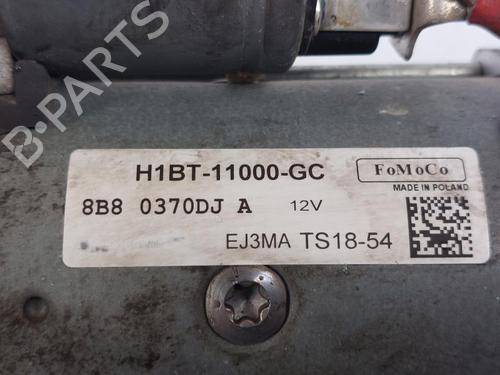 B-PARTS
H1BT-11000-GC
FoMoCo
MADE IN POLAND
8B8 0370DJ A 12V
EJ3MA TS18-54